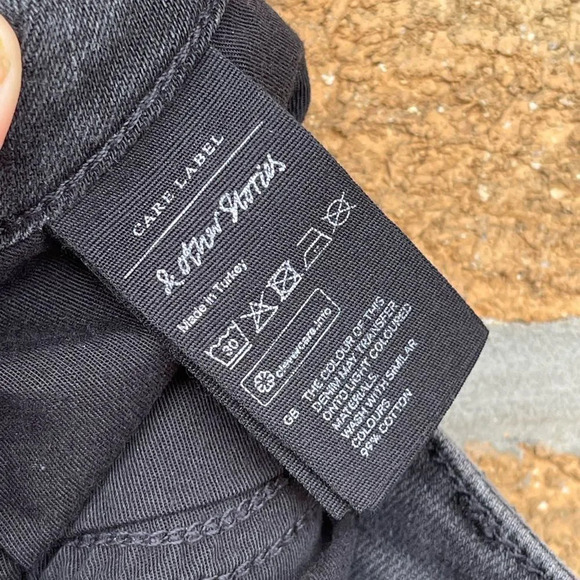 CARE LABEL
& other Stories
Made in Turkey
30
clevercare.info
GB THE COLOUR OF THIS
DENIM MAY TRANSFER
ONTO LIGHT COLOURED
MATERIALS.
WASH WITH SIMILAR
COLOURS
99% COTTON